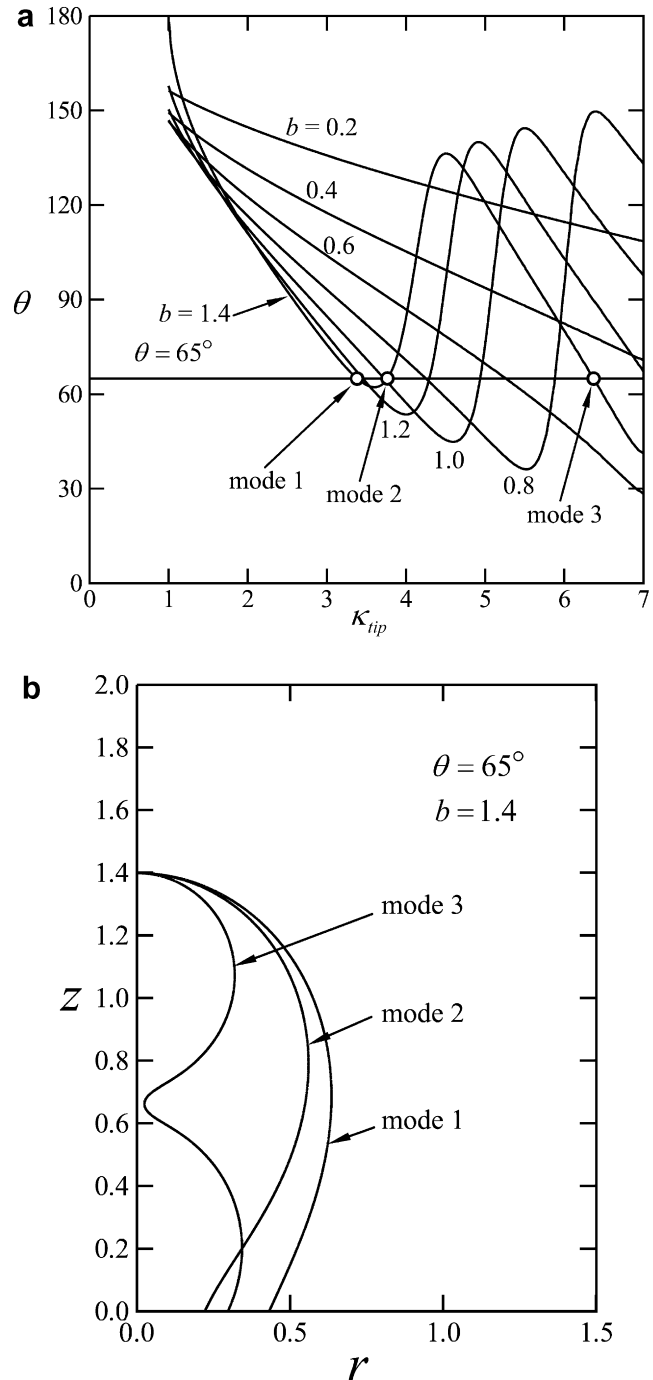 a
180
150
120
90
60
30
0
θ
b = 0.2
0.4
0.6
b = 1.4
θ = 65°
1.2
1.0
0.8
mode 1
mode 2
mode 3
0 1 2 3 4 5 6 7
κtip
b
2.0
1.8
1.6
1.4
1.2
1.0
0.8
0.6
0.4
0.2
0.0
z
θ = 65°
b = 1.4
mode 3
mode 2
mode 1
0.0 0.5 1.0 1.5
r